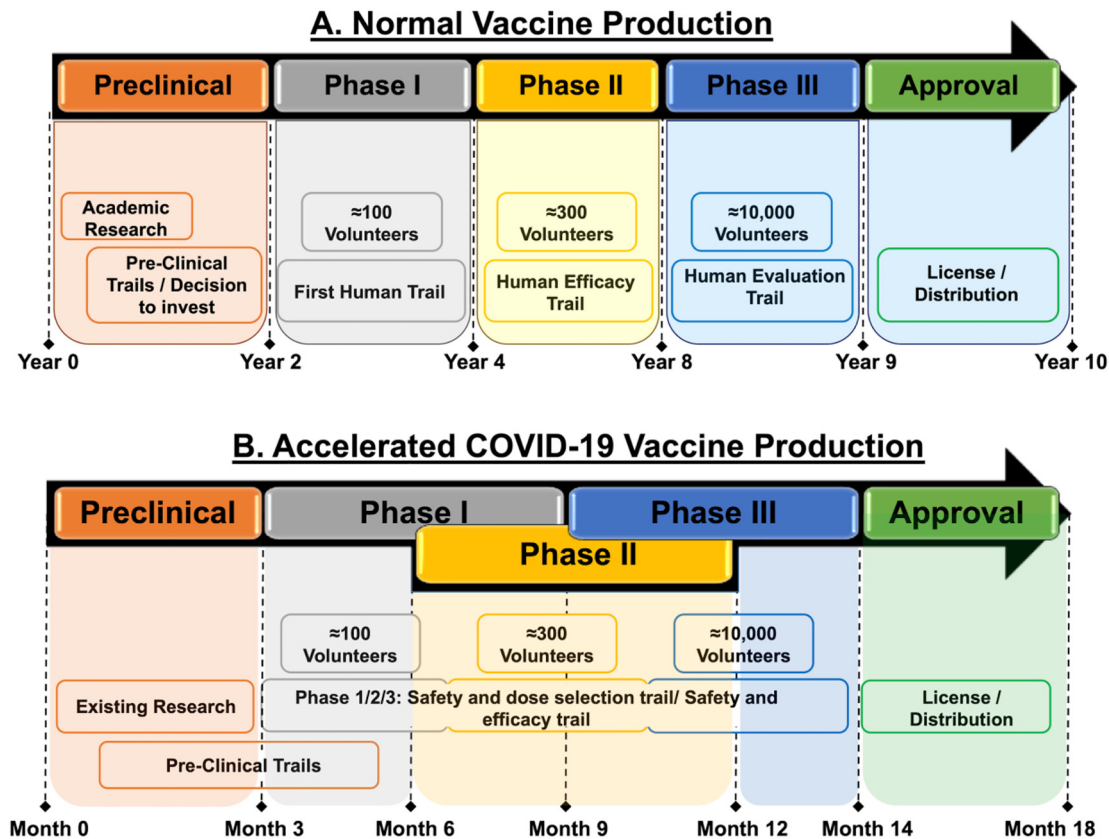 A. Normal Vaccine Production
Preclinical
Phase I
Phase II
Phase III
Approval
Academic
Research
Pre-Clinical
Trails / Decision
to invest
≈100
Volunteers
First Human Trail
≈300
Volunteers
Human Efficacy
Trail
≈10,000
Volunteers
Human Evaluation
Trail
License /
Distribution
Year 0
Year 2
Year 4
Year 8
Year 9
Year 10
B. Accelerated COVID-19 Vaccine Production
Preclinical
Phase I
Phase II
Phase III
Approval
≈100
Volunteers
≈300
Volunteers
≈10,000
Volunteers
Existing Research
Phase 1/2/3: Safety and dose selection trail/ Safety and
efficacy trail
License /
Distribution
Pre-Clinical Trails
Month 0
Month 3
Month 6
Month 9
Month 12
Month 14
Month 18